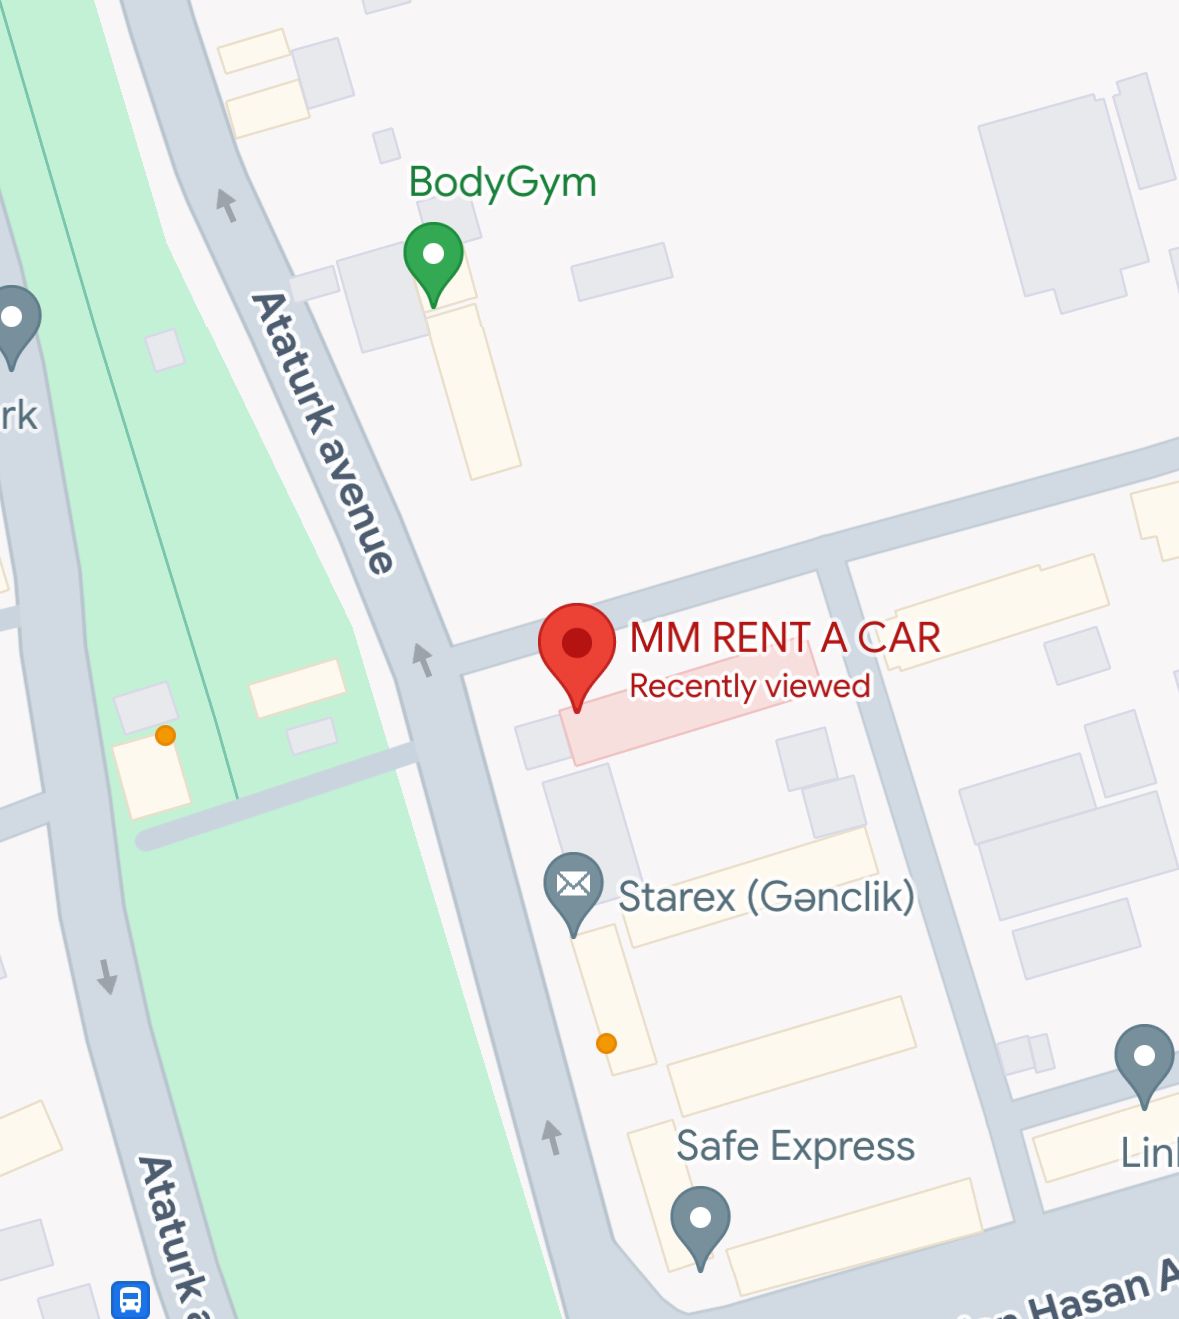 BodyGym
Ataturk avenue
rk
MM RENT A CAR
Recently viewed
Starex (Gənclik)
Safe Express
Lin
Ataturk a
n Hasan A